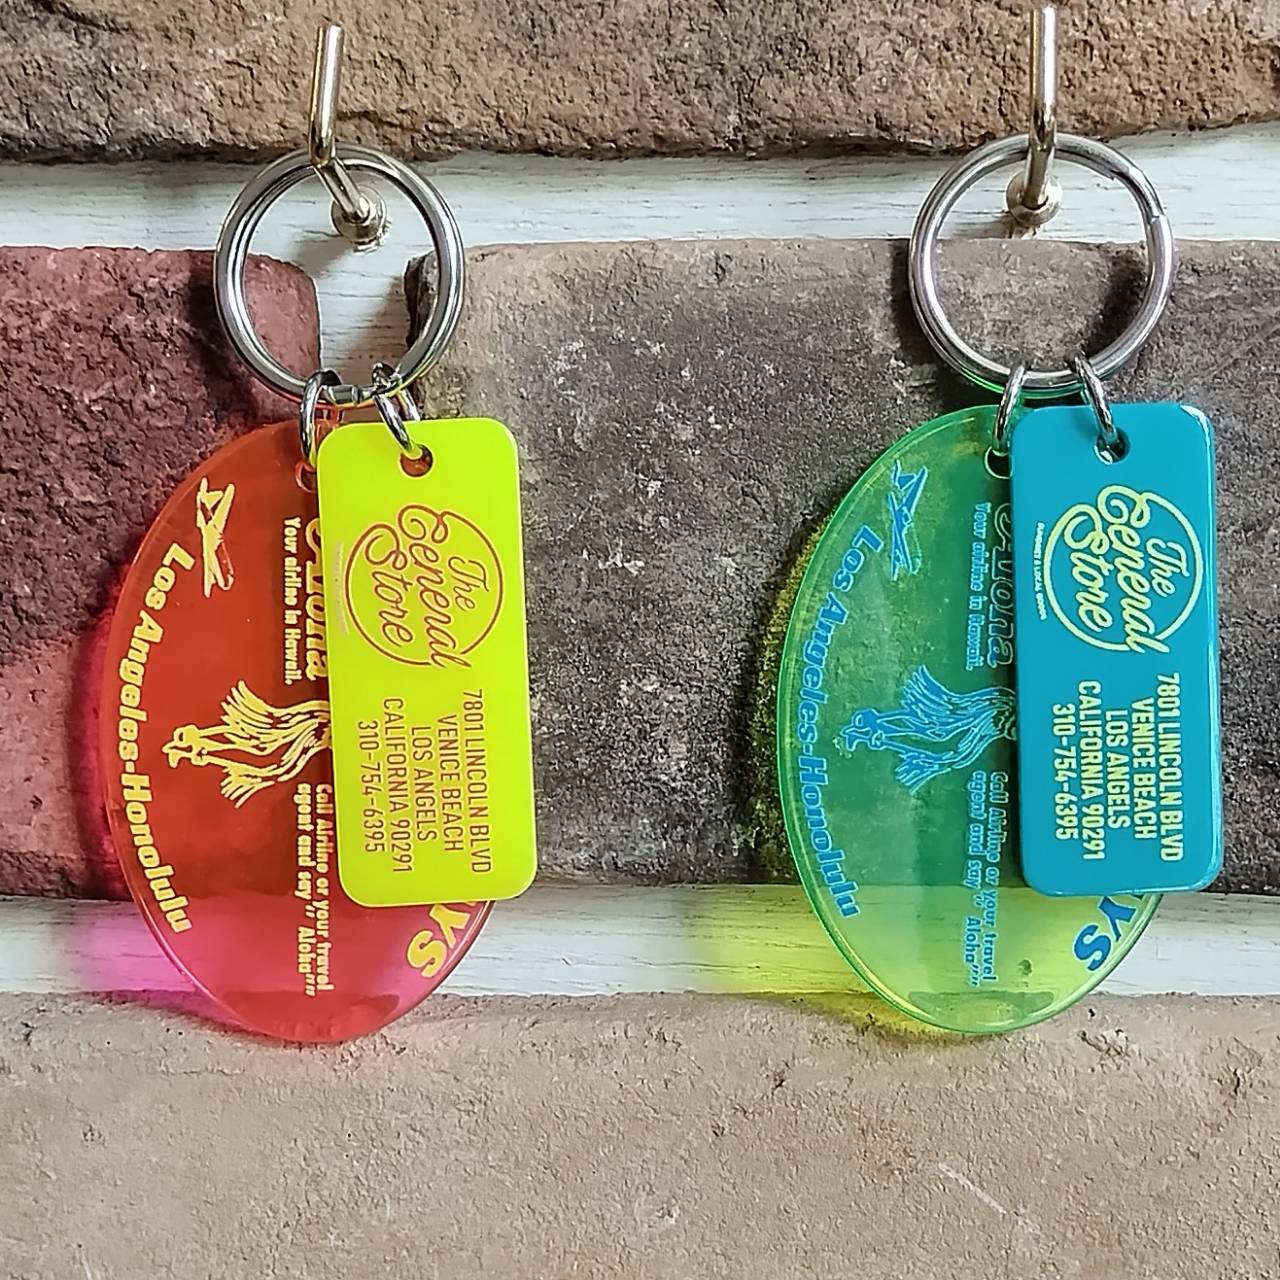 Los Angeles-Honolulu
Your airline in Hawaii.
Call Airline or your travel
agent and say "Aloha"
YS
The
General
Store
7801 LINCOLN BLVD
VENICE BEACH
LOS ANGELS
CALIFORNIA 90291
310-754-6395
Los Angeles-Honolulu
Your airline in Hawaii.
Call Airline or your travel
agent and say "Aloha"
YS
The
General
Store
7801 LINCOLN BLVD
VENICE BEACH
LOS ANGELS
CALIFORNIA 90291
310-754-6395